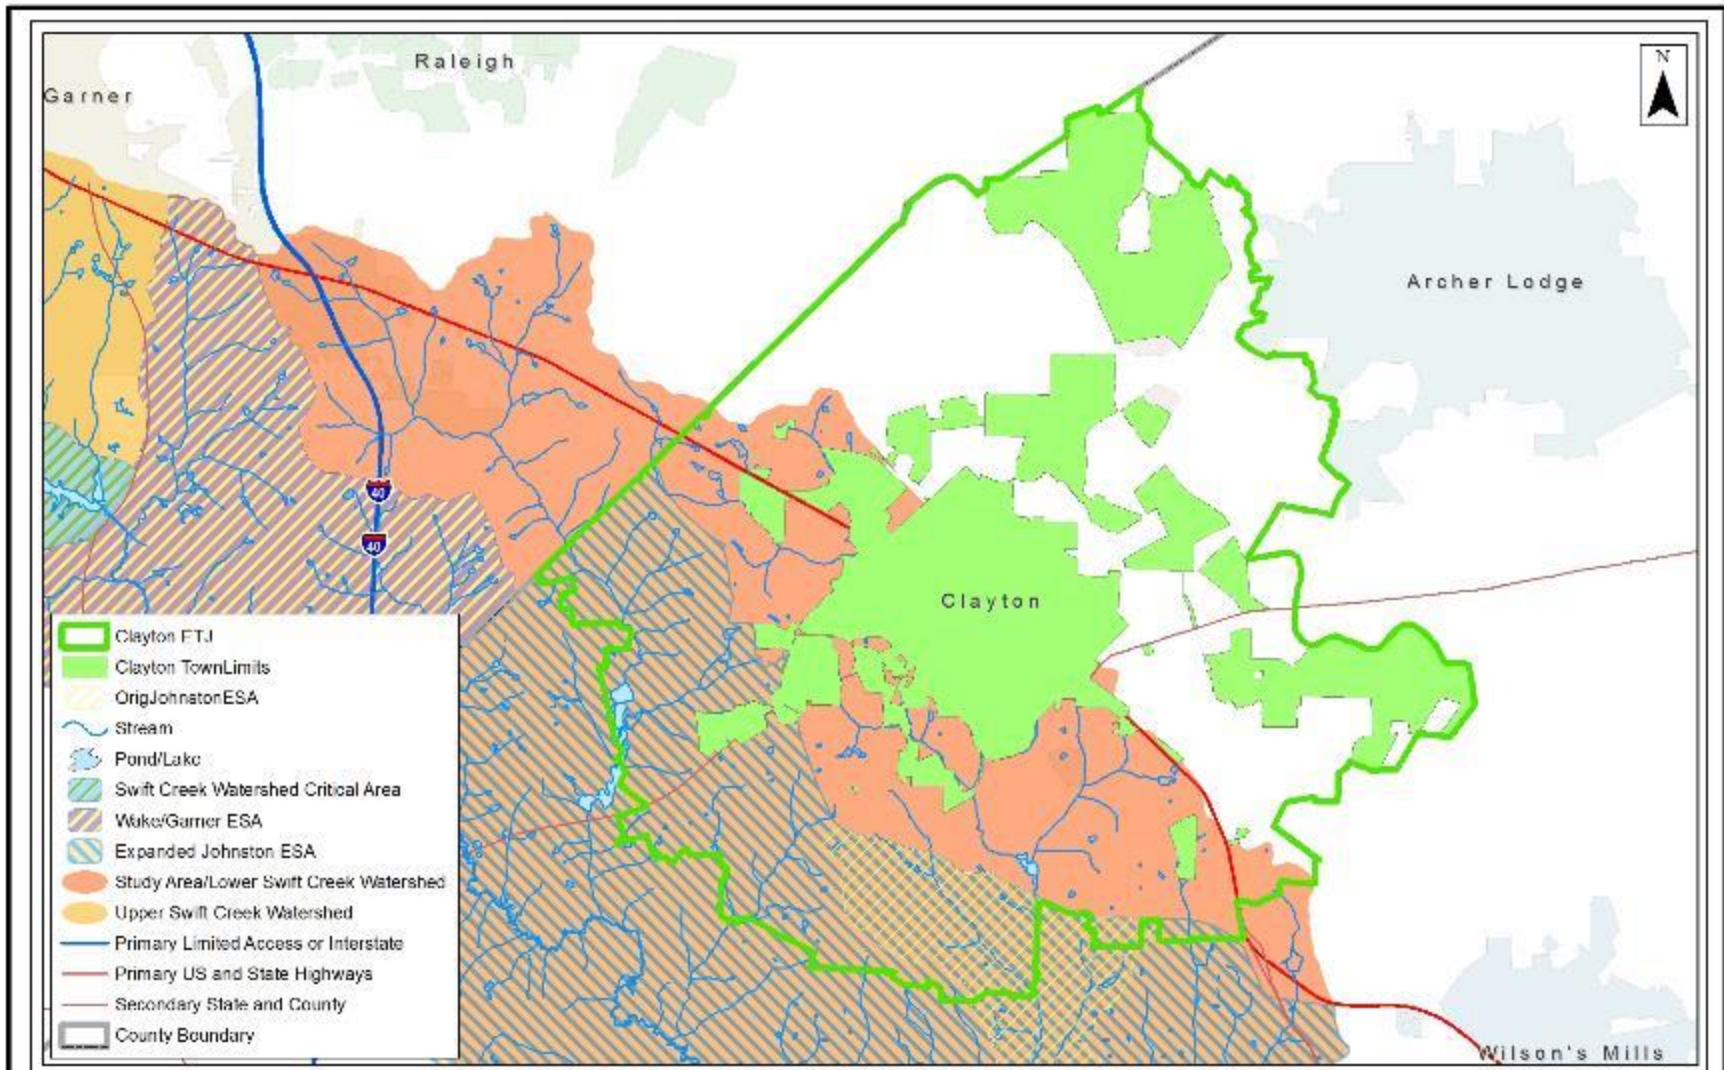 Raleigh
N
Garner
Archer Lodge
40
40
Clayton
Clayton ETJ
Clayton TownLimits
OrigJohnstonESA
Stream
Pond/Lake
Swift Creek Watershed Critical Area
Wake/Garner ESA
Expanded Johnston ESA
Study Area/Lower Swift Creek Watershed
Upper Swift Creek Watershed
Primary Limited Access or Interstate
Primary US and State Highways
Secondary State and County
County Boundary
Wilson's Mills